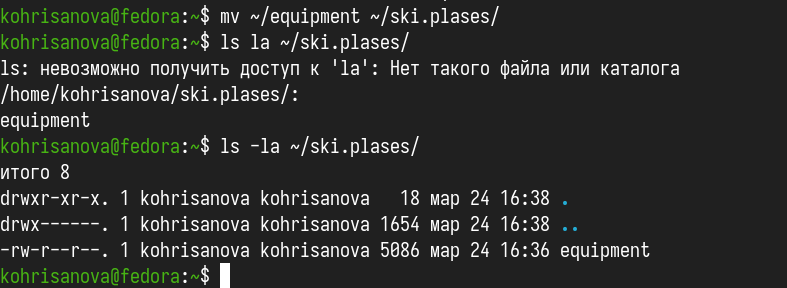 kohrisanova@fedora:~$ mv ~/equipment ~/ski.plases/
kohrisanova@fedora:~$ ls la ~/ski.plases/
ls: невозможно получить доступ к 'la': Нет такого файла или каталога
/home/kohrisanova/ski.plases/:
equipment
kohrisanova@fedora:~$ ls -la ~/ski.plases/
итого 8
drwxr-xr-x. 1 kohrisanova kohrisanova   18 мар 24 16:38 .
drwx------. 1 kohrisanova kohrisanova 1654 мар 24 16:38 ..
-rw-r--r--. 1 kohrisanova kohrisanova 5086 мар 24 16:36 equipment
kohrisanova@fedora:~$